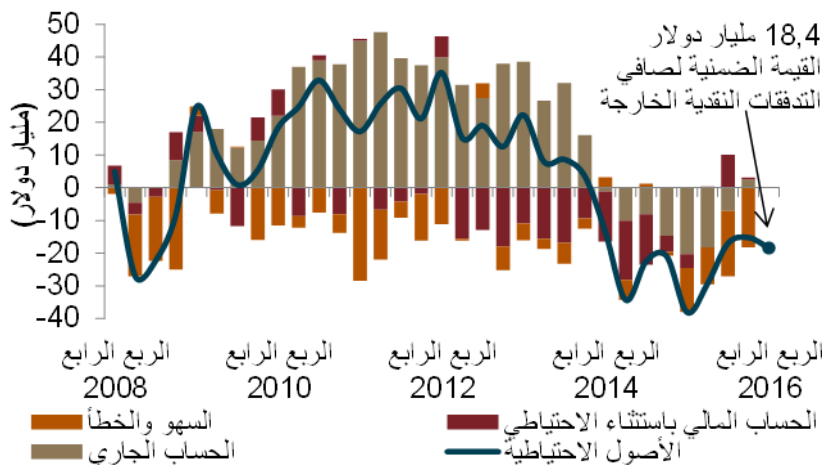 18,4 مليار دولار
القيمة الضمنية لصافي
التدفقات النقدية الخارجة
(مليار دولار)
50
40
30
20
10
0
-10
-20
-30
-40
الربع الرابع
2008
الربع الرابع
2010
الربع الرابع
2012
الربع الرابع
2014
الربع الرابع
2016
الحساب المالي باستثناء الاحتياطي
السهو والخطأ
الأصول الاحتياطية
الحساب الجاري